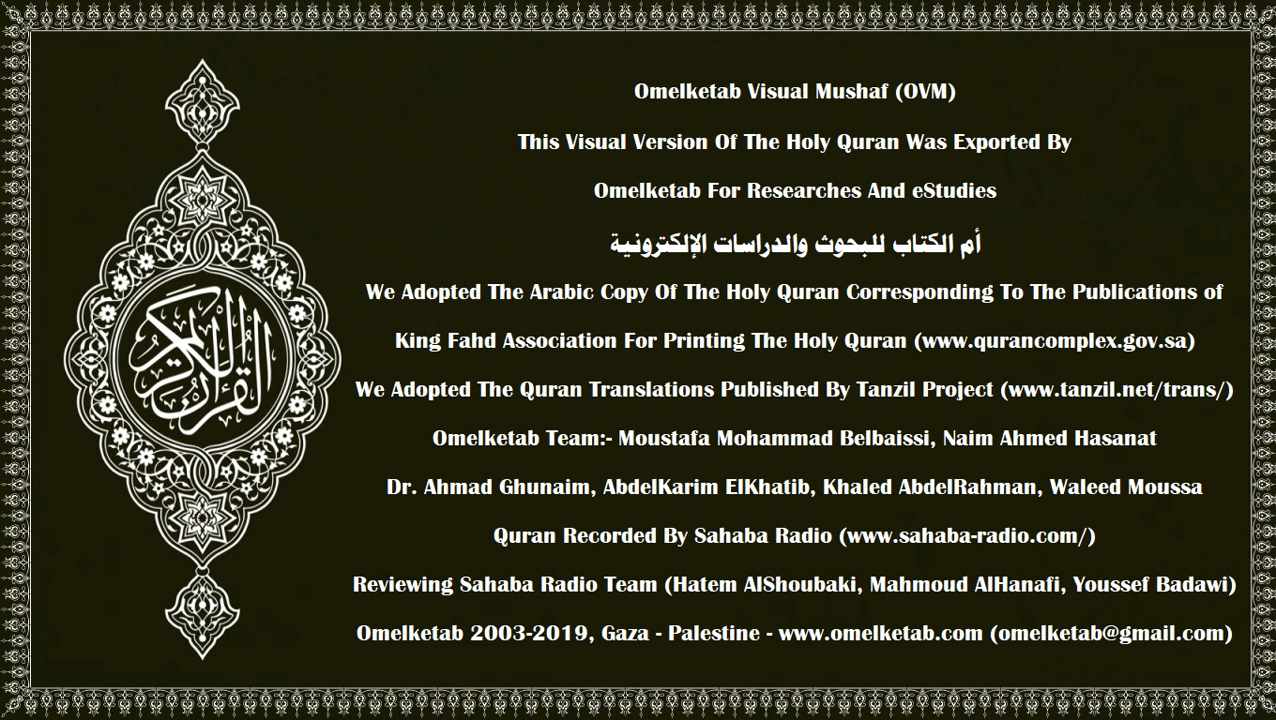 القرآن الكريم
Omelketab Visual Mushaf (OVM)
This Visual Version Of The Holy Quran Was Exported By
Omelketab For Researches And eStudies
أم الكتاب للبحوث والدراسات الإلكترونية
We Adopted The Arabic Copy Of The Holy Quran Corresponding To The Publications of
King Fahd Association For Printing The Holy Quran (www.qurancomplex.gov.sa)
We Adopted The Quran Translations Published By Tanzil Project (www.tanzil.net/trans/)
Omelketab Team:- Moustafa Mohammad Belbaissi, Naim Ahmed Hasanat
Dr. Ahmad Ghunaim, AbdelKarim ElKhatib, Khaled AbdelRahman, Waleed Moussa
Quran Recorded By Sahaba Radio (www.sahaba-radio.com/)
Reviewing Sahaba Radio Team (Hatem AlShoubaki, Mahmoud AlHanafi, Youssef Badawi)
Omelketab 2003-2019, Gaza - Palestine - www.omelketab.com (omelketab@gmail.com)